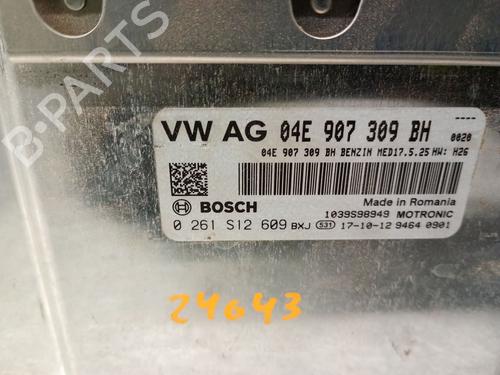 B-PARTS
VW AG 04E 907 309 BH 0020
04E 907 309 BH BENZIN MED17.5.25 HW: H26
BOSCH
Made in Romania
1039S98949 MOTRONIC
0 261 S12 609 BXJ 531 17-10-12 9464 0901
24643